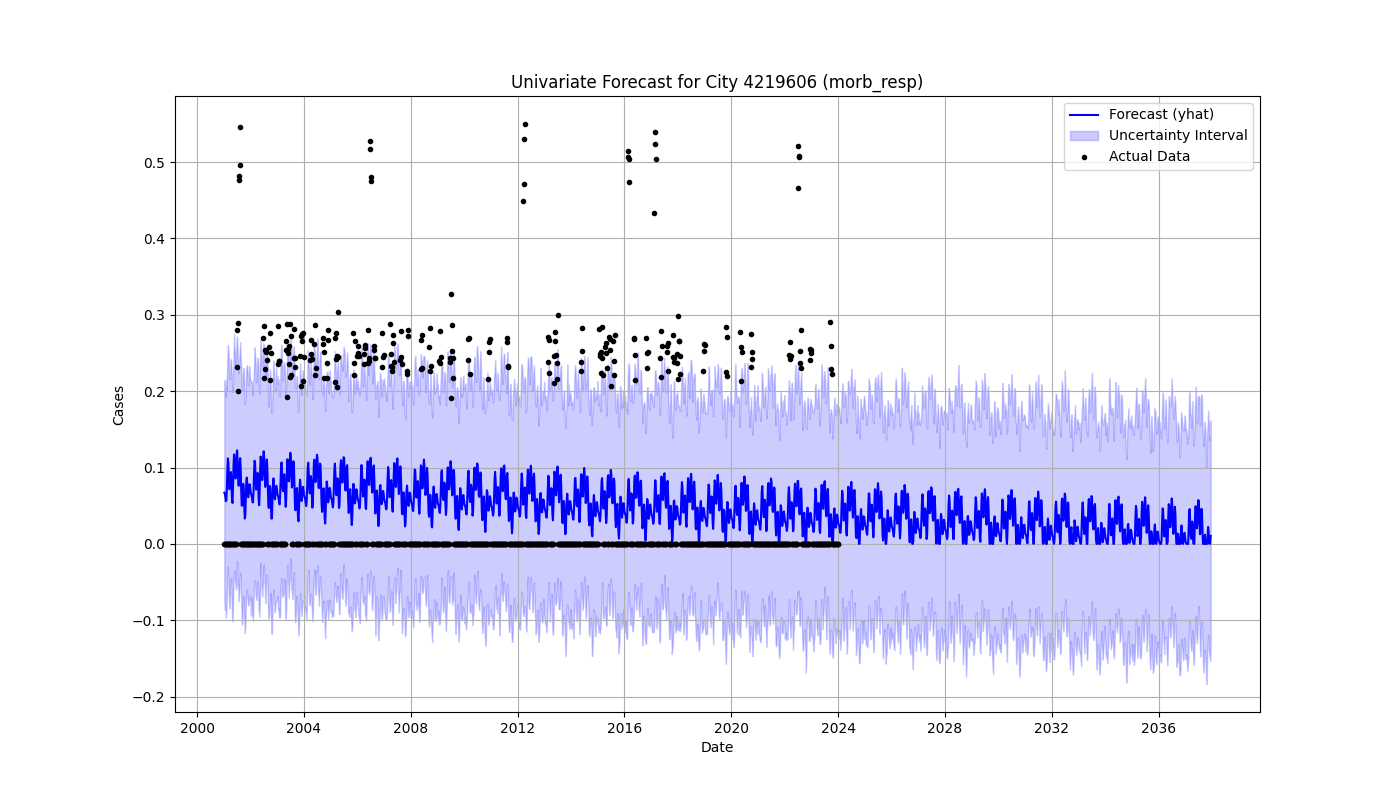 Univariate Forecast for City 4219606 (morb_resp)
Forecast (yhat)
Uncertainty Interval
Actual Data
Cases
0.5
0.4
0.3
0.2
0.1
0.0
−0.1
−0.2
2000 2004 2008 2012 2016 2020 2024 2028 2032 2036
Date